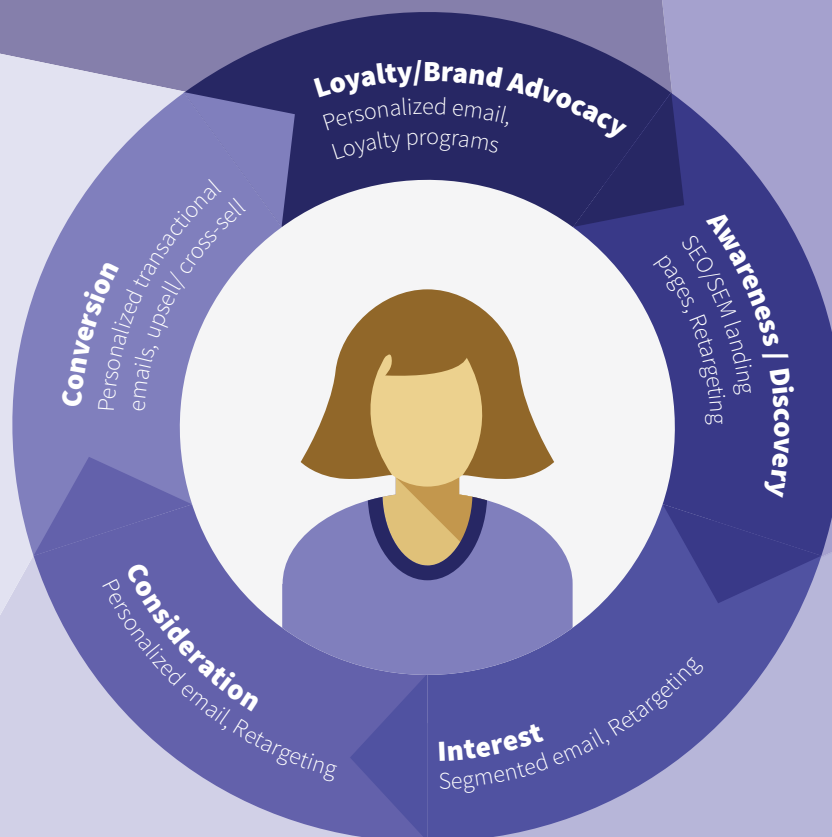 Loyalty/Brand Advocacy
Personalized email,
Loyalty programs
Awareness | Discovery
SEO/SEM landing
pages, Retargeting
Interest
Segmented email, Retargeting
Consideration
Personalized email, Retargeting
Conversion
Personalized transactional
emails, upsell/ cross-sell